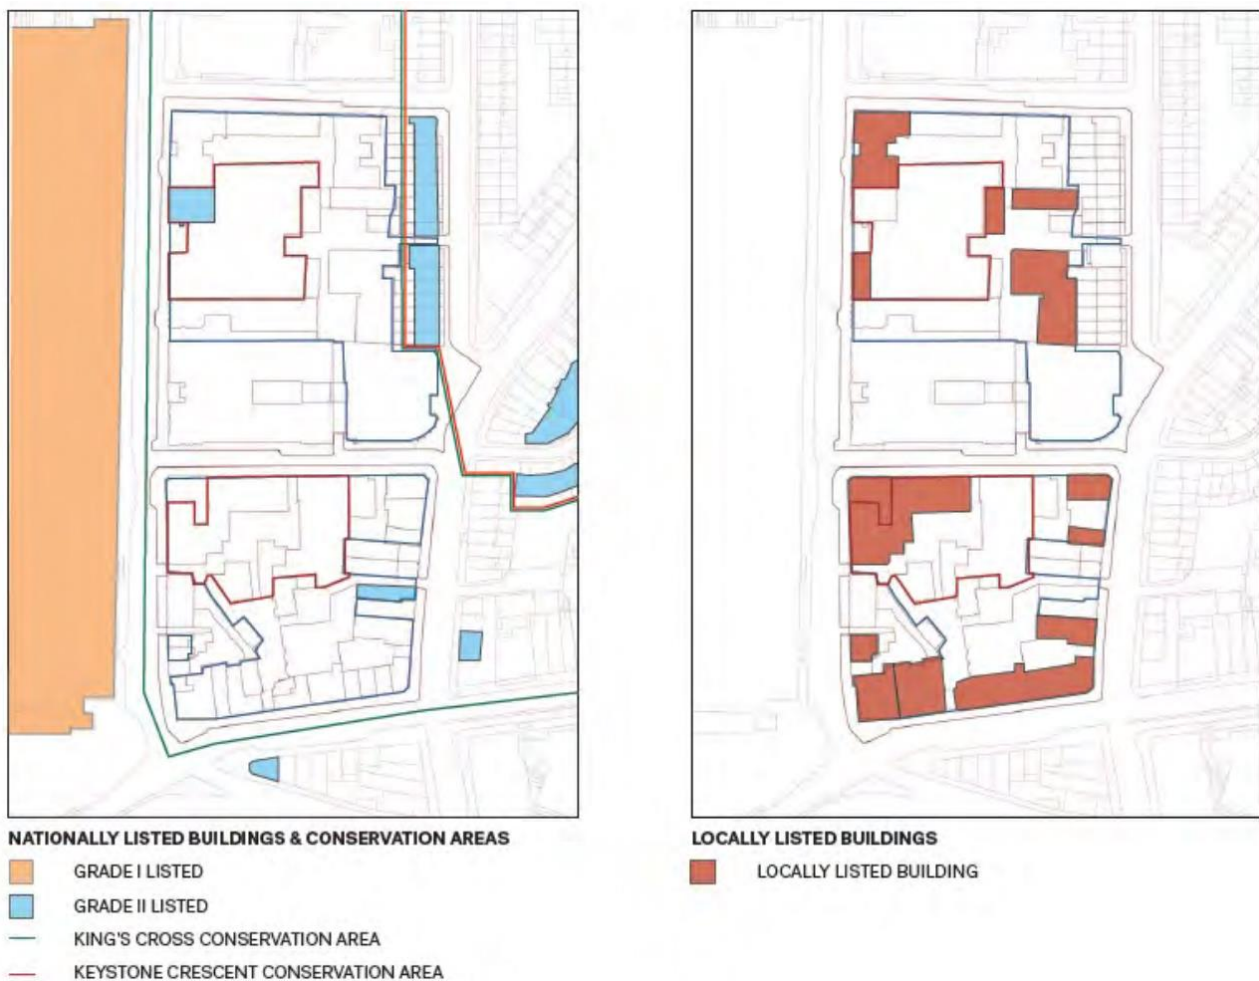 NATIONALLY LISTED BUILDINGS & CONSERVATION AREAS
GRADE I LISTED
GRADE II LISTED
KING'S CROSS CONSERVATION AREA
KEYSTONE CRESCENT CONSERVATION AREA
LOCALLY LISTED BUILDINGS
LOCALLY LISTED BUILDING